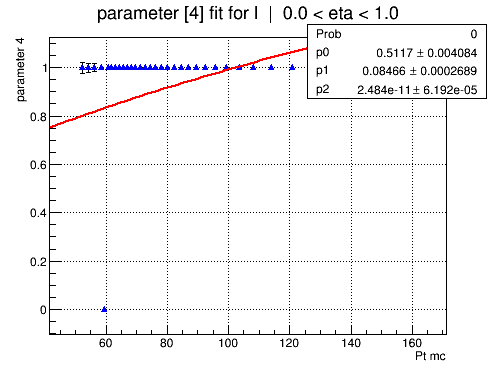 parameter [4] fit for l | 0.0 < eta < 1.0
Prob 0
p0 0.5117 ± 0.004084
p1 0.08466 ± 0.0002689
p2 2.484e-11 ± 6.192e-05
parameter 4
1
0.8
0.6
0.4
0.2
0
60 80 100 120 140 160
Pt mc